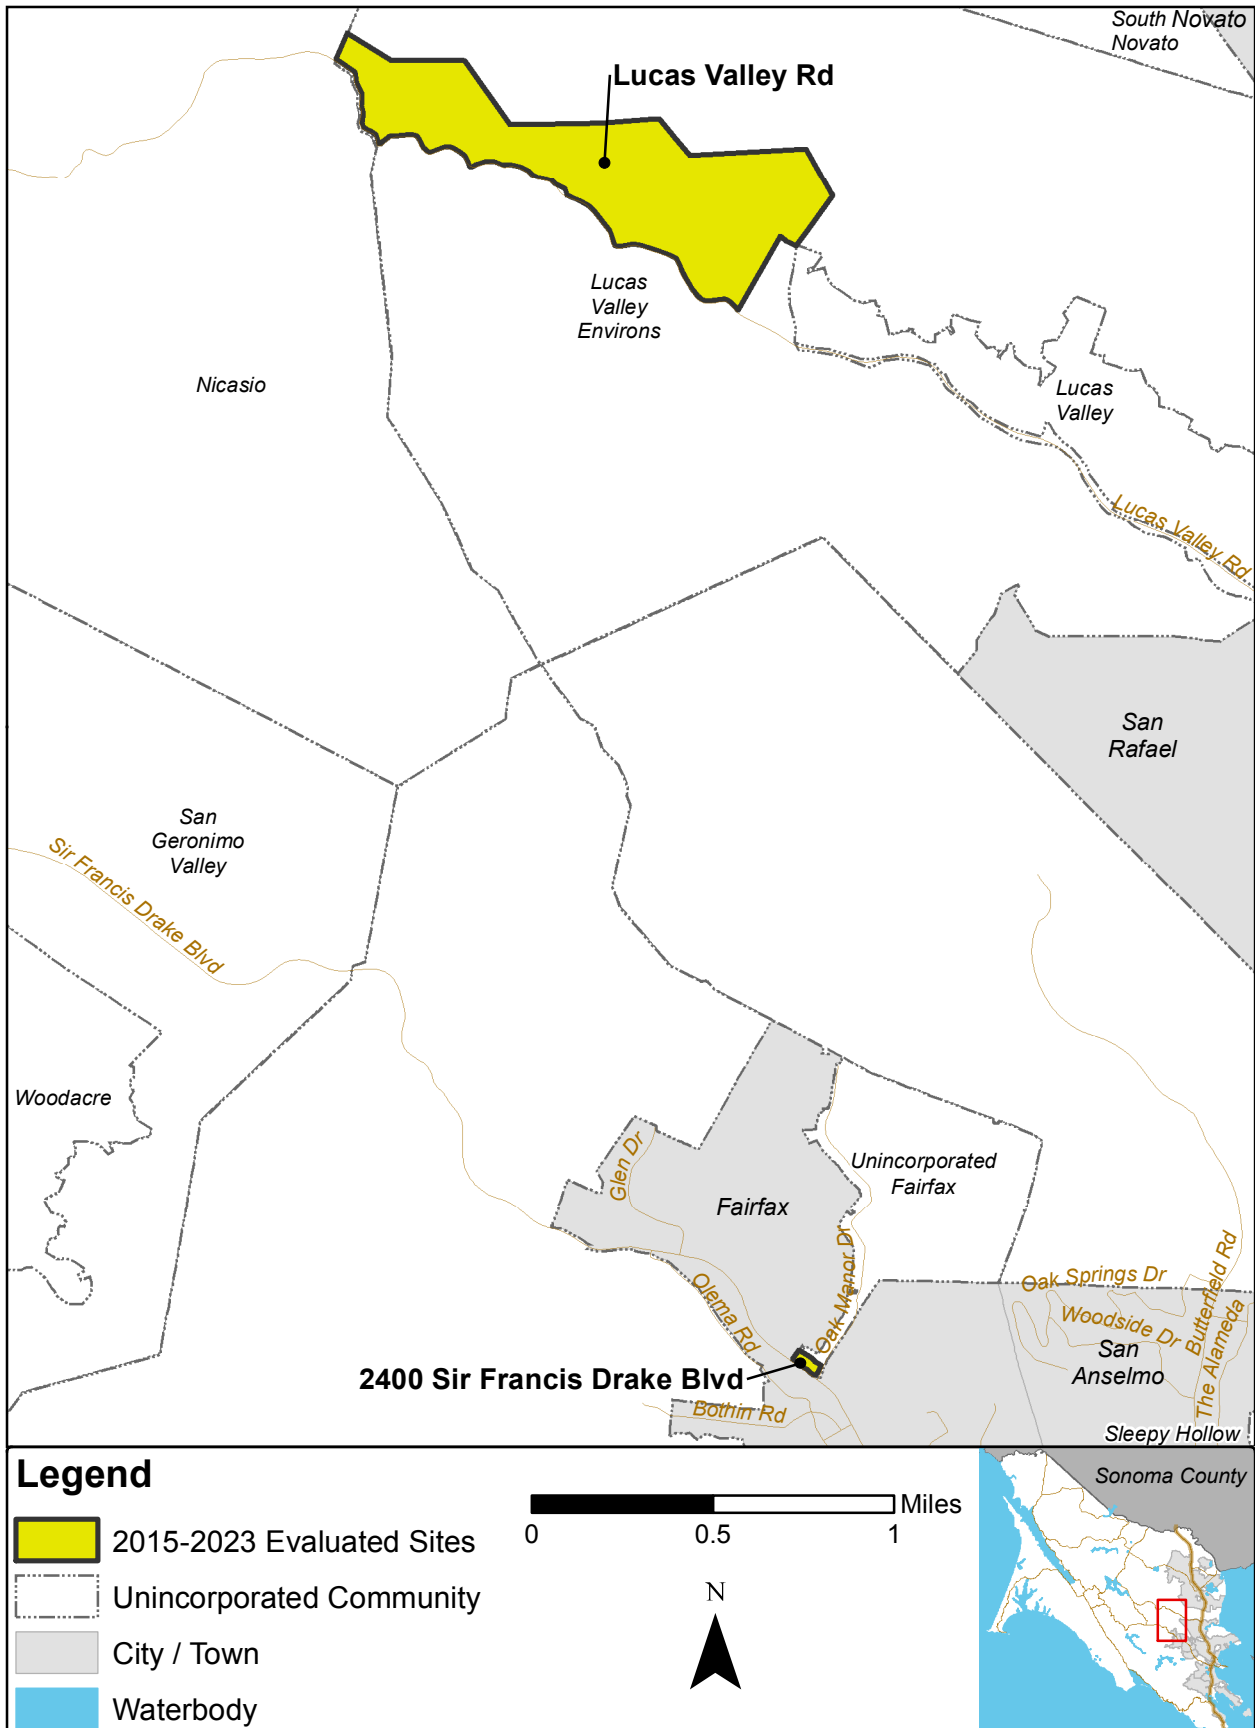 South Novato
Novato
Lucas Valley Rd
Lucas
Valley
Environs
Nicasio
Lucas
Valley
Lucas Valley Rd
San
Rafael
San
Geronimo
Valley
Sir Francis Drake Blvd
Woodacre
Glen Dr
Unincorporated
Fairfax
Fairfax
Oak Manor Dr
Olema Rd
Oak Springs Dr
Butterfield Rd
Woodside Dr
The Alameda
San
Anselmo
2400 Sir Francis Drake Blvd
Bothin Rd
Sleepy Hollow
Legend
2015-2023 Evaluated Sites
Unincorporated Community
City / Town
Waterbody
Miles
0 0.5 1
N
Sonoma County